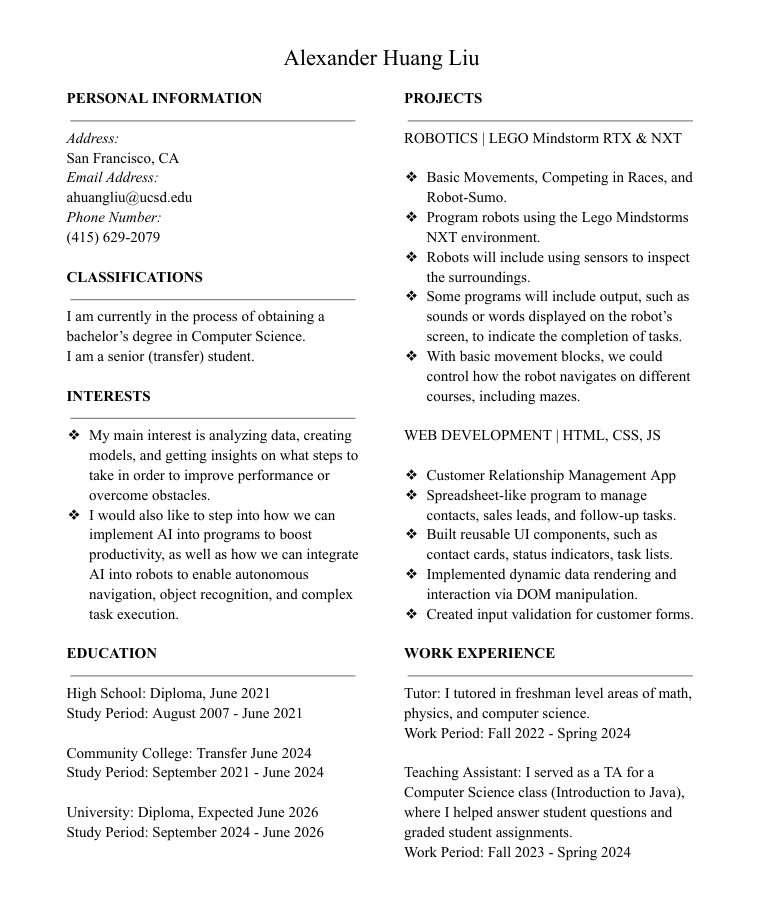 Alexander Huang Liu
PERSONAL INFORMATION
Address:
San Francisco, CA
Email Address:
ahuangliu@ucsd.edu
Phone Number:
(415) 629-2079
CLASSIFICATIONS
I am currently in the process of obtaining a
bachelor’s degree in Computer Science.
I am a senior (transfer) student.
INTERESTS
❖ My main interest is analyzing data, creating
models, and getting insights on what steps to
take in order to improve performance or
overcome obstacles.
❖ I would also like to step into how we can
implement AI into programs to boost
productivity, as well as how we can integrate
AI into robots to enable autonomous
navigation, object recognition, and complex
task execution.
EDUCATION
High School: Diploma, June 2021
Study Period: August 2007 - June 2021
Community College: Transfer June 2024
Study Period: September 2021 - June 2024
University: Diploma, Expected June 2026
Study Period: September 2024 - June 2026
PROJECTS
ROBOTICS | LEGO Mindstorm RTX & NXT
❖ Basic Movements, Competing in Races, and
Robot-Sumo.
❖ Program robots using the Lego Mindstorms
NXT environment.
❖ Robots will include using sensors to inspect
the surroundings.
❖ Some programs will include output, such as
sounds or words displayed on the robot’s
screen, to indicate the completion of tasks.
❖ With basic movement blocks, we could
control how the robot navigates on different
courses, including mazes.
WEB DEVELOPMENT | HTML, CSS, JS
❖ Customer Relationship Management App
❖ Spreadsheet-like program to manage
contacts, sales leads, and follow-up tasks.
❖ Built reusable UI components, such as
contact cards, status indicators, task lists.
❖ Implemented dynamic data rendering and
interaction via DOM manipulation.
❖ Created input validation for customer forms.
WORK EXPERIENCE
Tutor: I tutored in freshman level areas of math,
physics, and computer science.
Work Period: Fall 2022 - Spring 2024
Teaching Assistant: I served as a TA for a
Computer Science class (Introduction to Java),
where I helped answer student questions and
graded student assignments.
Work Period: Fall 2023 - Spring 2024